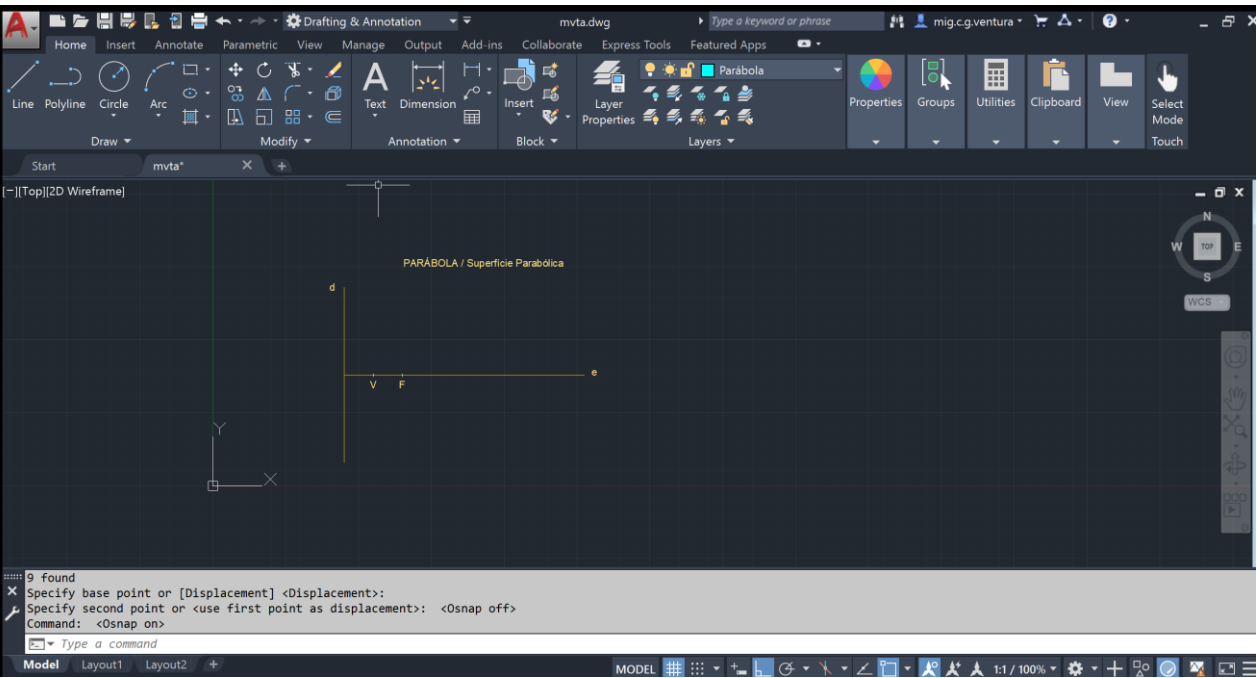 A Drafting & Annotation mvta.dwg Type a keyword or phrase mig.c.g.ventura
Home Insert Annotate Parametric View Manage Output Add-ins Collaborate Express Tools Featured Apps
Parábola
Line Polyline Circle Arc Text Dimension Insert Layer Properties Properties Groups Utilities Clipboard View Select Mode
Draw Modify Annotation Block Layers Touch
Start mvta* +
[−][Top][2D Wireframe]
N
W TOP E
S
WCS
PARÁBOLA / Superfície Parabólica
d
e
V F
Y
X
9 found
Specify base point or [Displacement] <Displacement>:
Specify second point or <use first point as displacement>: <Osnap off>
Command: <Osnap on>
Type a command
Model Layout1 Layout2 + MODEL 1:1 / 100%